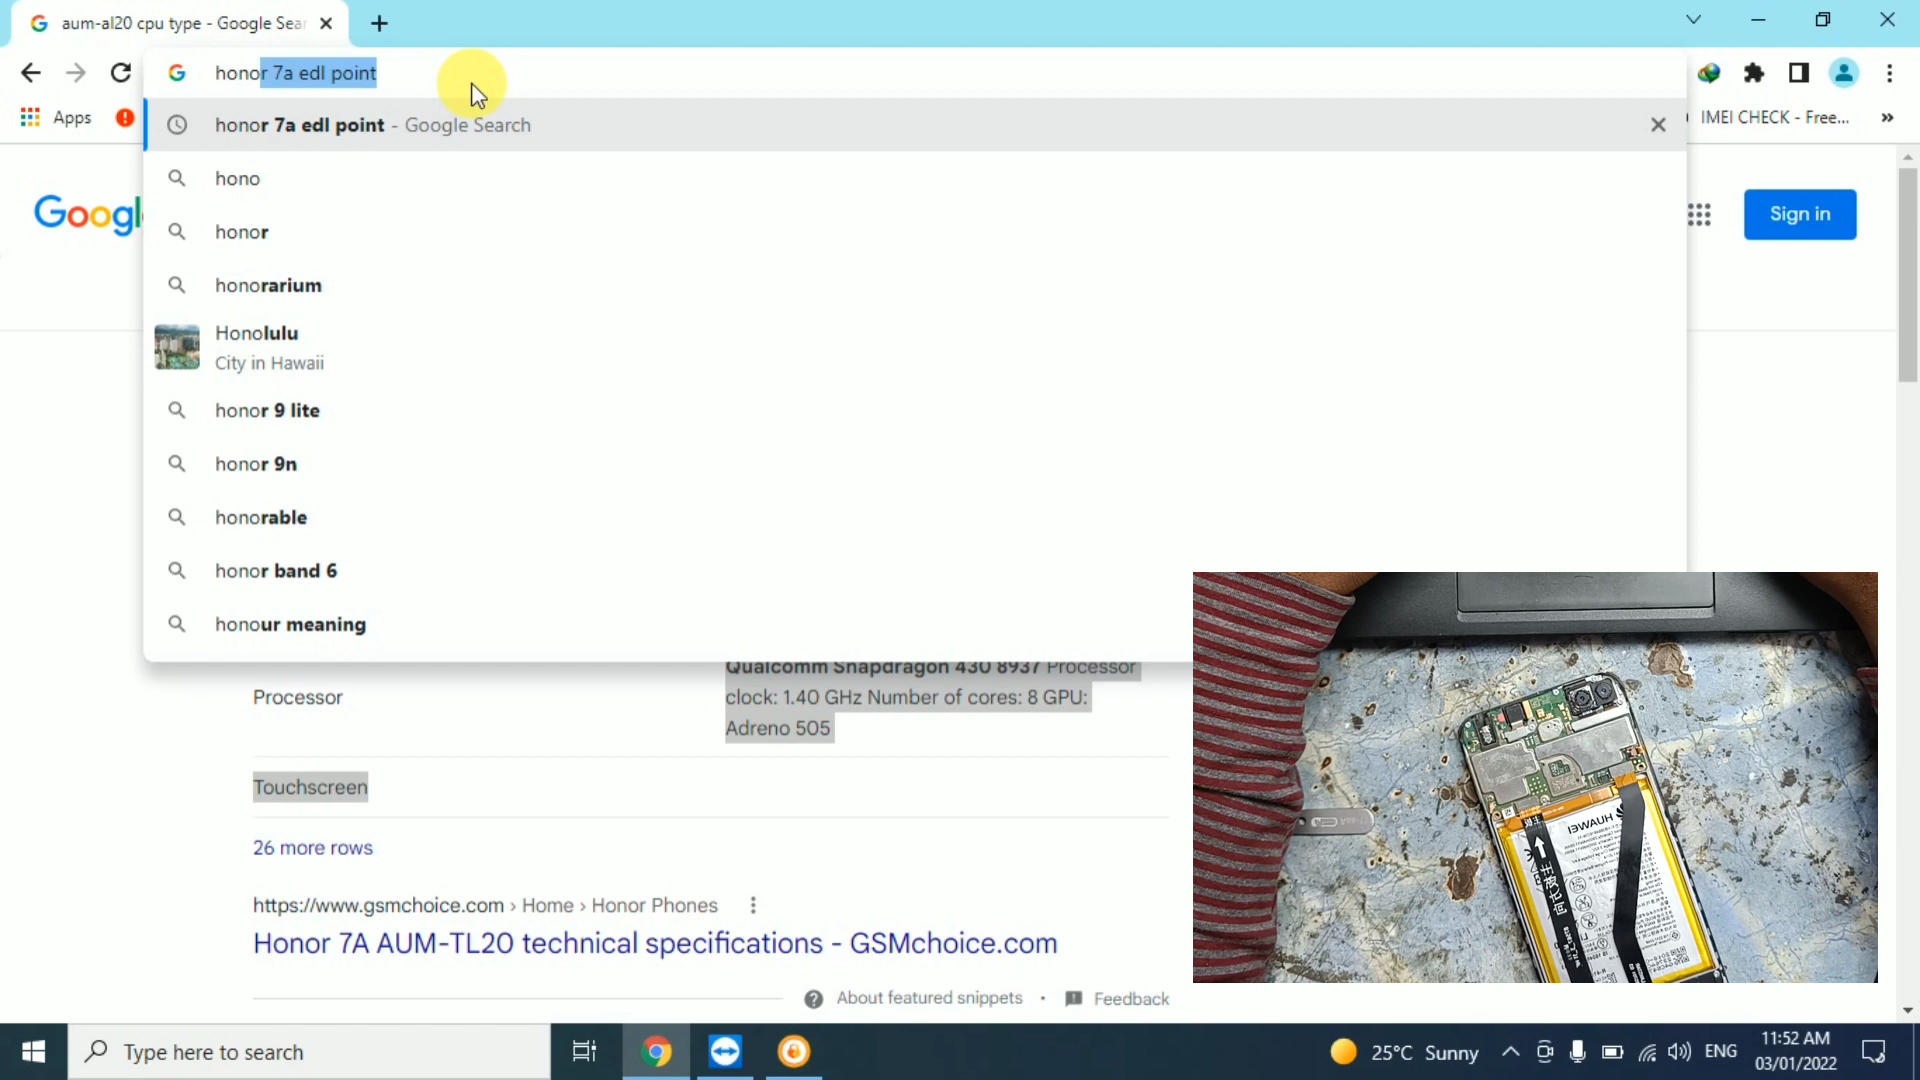 aum-al20 cpu type - Google Sear
honor 7a edl point
Apps
IMEI CHECK - Free...
honor 7a edl point - Google Search
hono
honor
honorarium
Honolulu
City in Hawaii
honor 9 lite
honor 9n
honorable
honor band 6
honour meaning
Googl
Sign in
Qualcomm Snapdragon 430 8937 Processor
Processor
clock: 1.40 GHz Number of cores: 8 GPU:
Adreno 505
Touchscreen
26 more rows
https://www.gsmchoice.com › Home › Honor Phones
Honor 7A AUM-TL20 technical specifications - GSMchoice.com
About featured snippets
Feedback
HUAWEI
Type here to search
25°C Sunny
ENG
11:52 AM
03/01/2022